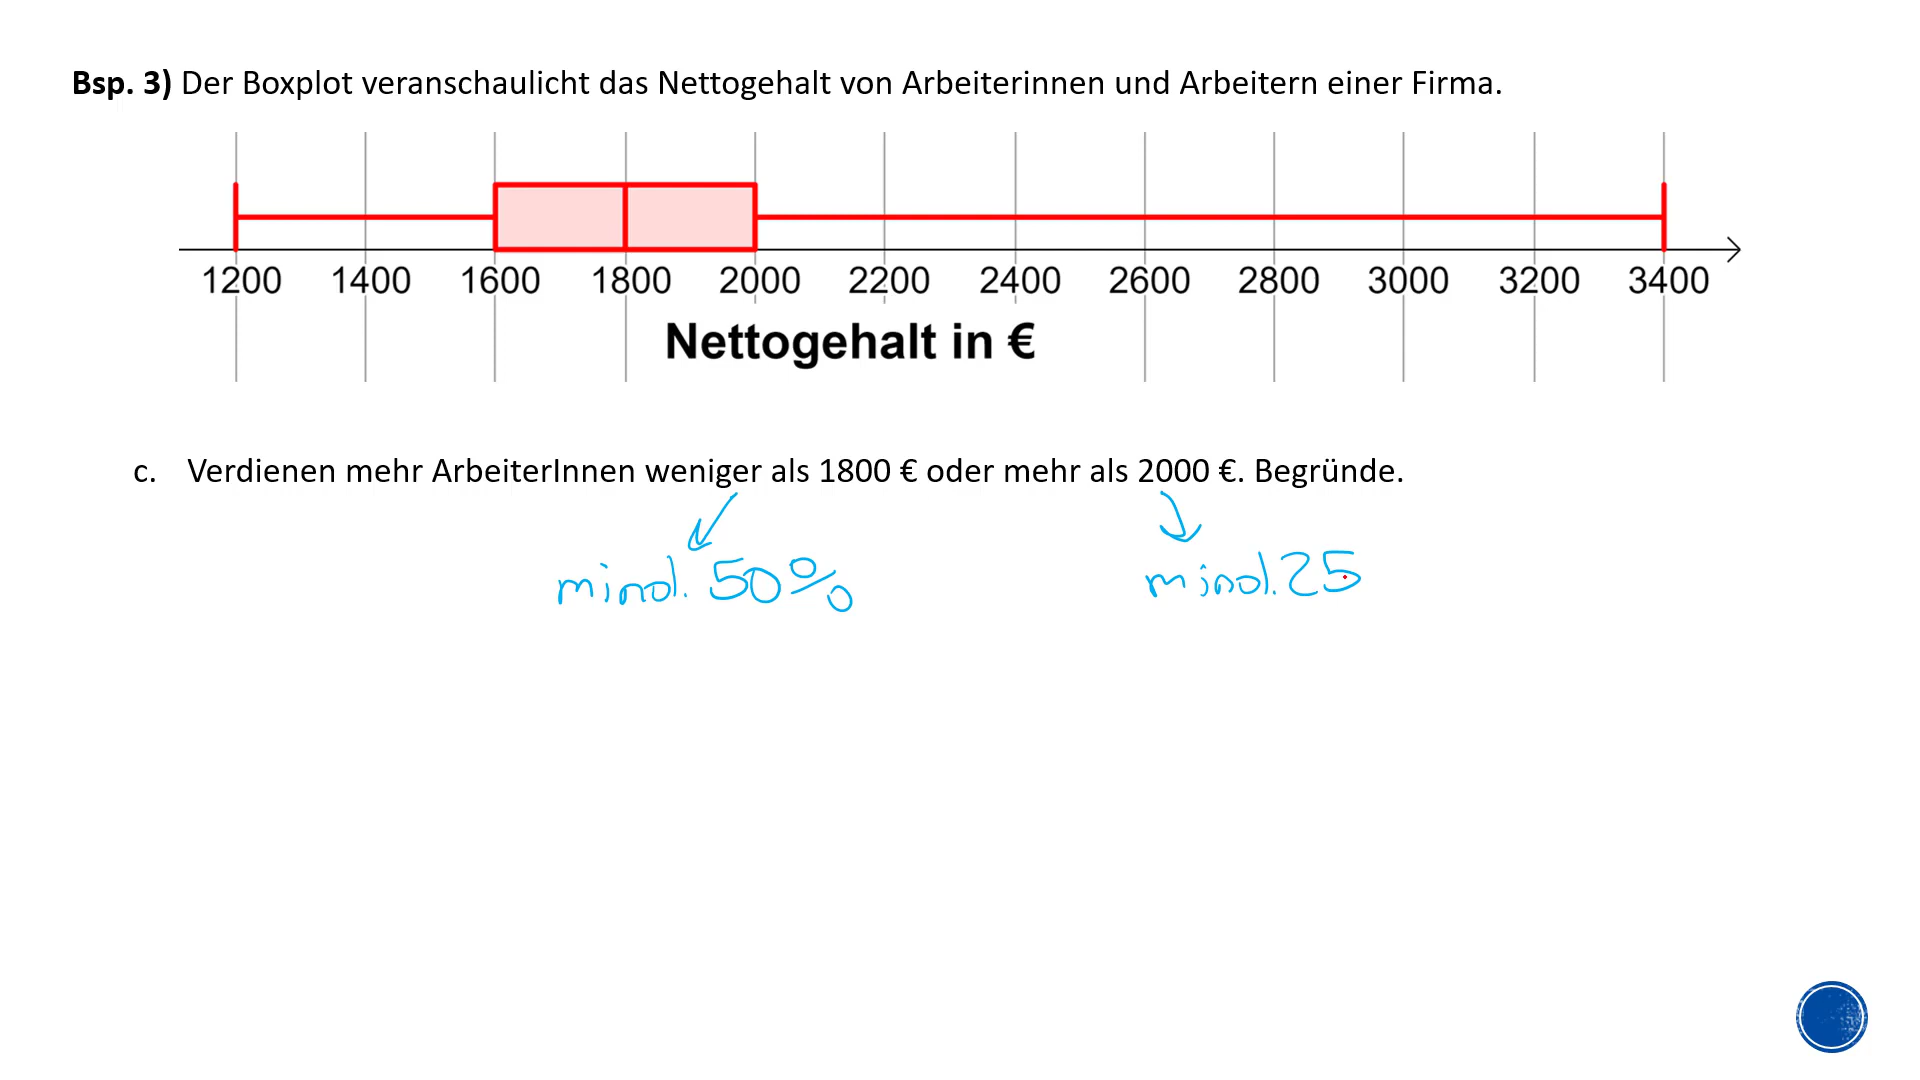 Bsp. 3) Der Boxplot veranschaulicht das Nettogehalt von Arbeiterinnen und Arbeitern einer Firma.
1200 1400 1600 1800 2000 2200 2400 2600 2800 3000 3200 3400
Nettogehalt in €
c. Verdienen mehr ArbeiterInnen weniger als 1800 € oder mehr als 2000 €. Begründe.
mind. 50% mind. 25